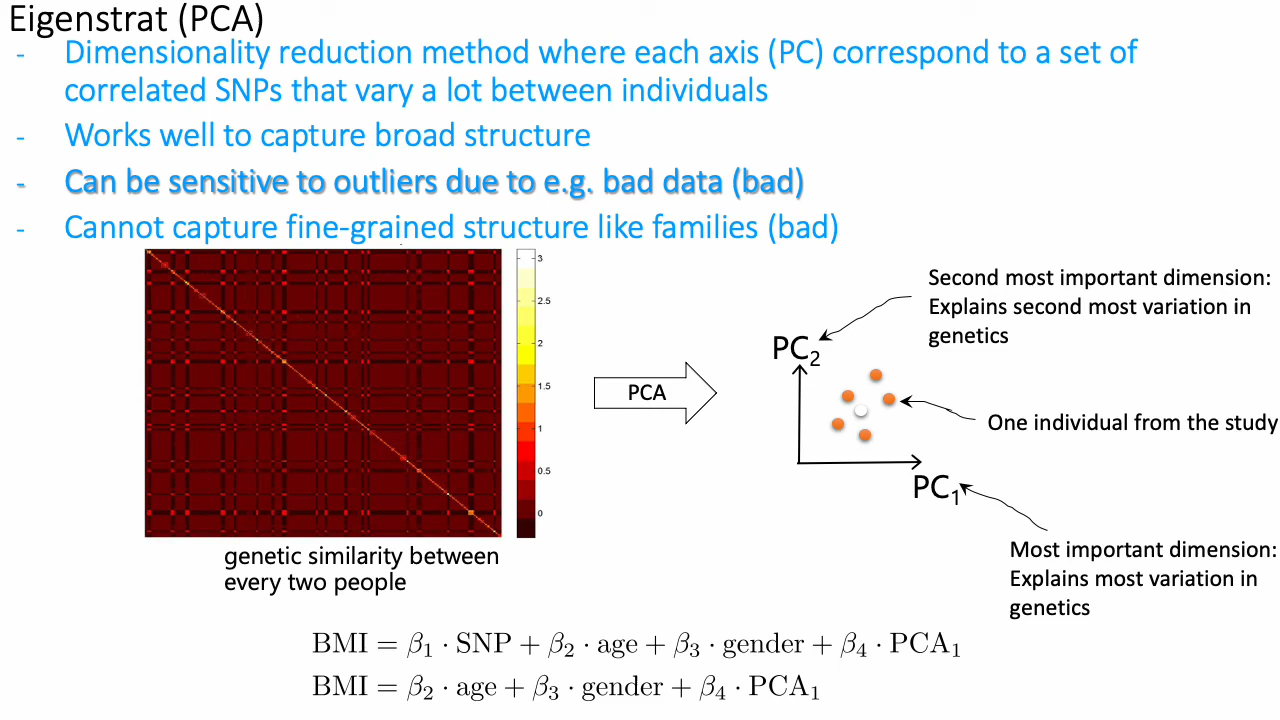 Eigenstrat (PCA)
- Dimensionality reduction method where each axis (PC) correspond to a set of
correlated SNPs that vary a lot between individuals
- Works well to capture broad structure
- Can be sensitive to outliers due to e.g. bad data (bad)
- Cannot capture fine-grained structure like families (bad)
3
2.5
2
1.5
1
0.5
0
genetic similarity between
every two people
PCA
Second most important dimension:
Explains second most variation in
genetics
PC₂
One individual from the study
PC₁
Most important dimension:
Explains most variation in
genetics
BMI = β₁ · SNP + β₂ · age + β₃ · gender + β₄ · PCA₁
BMI = β₂ · age + β₃ · gender + β₄ · PCA₁